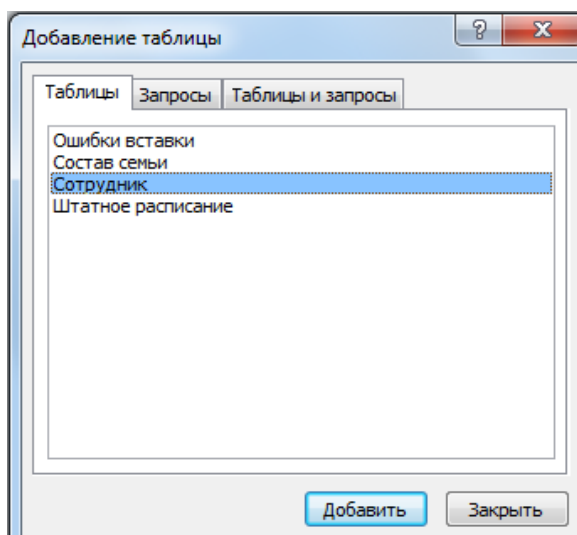 Добавление таблицы
?
X
Таблицы Запросы Таблицы и запросы
Ошибки вставки
Состав семьи
Сотрудник
Штатное расписание
Добавить Закрыть